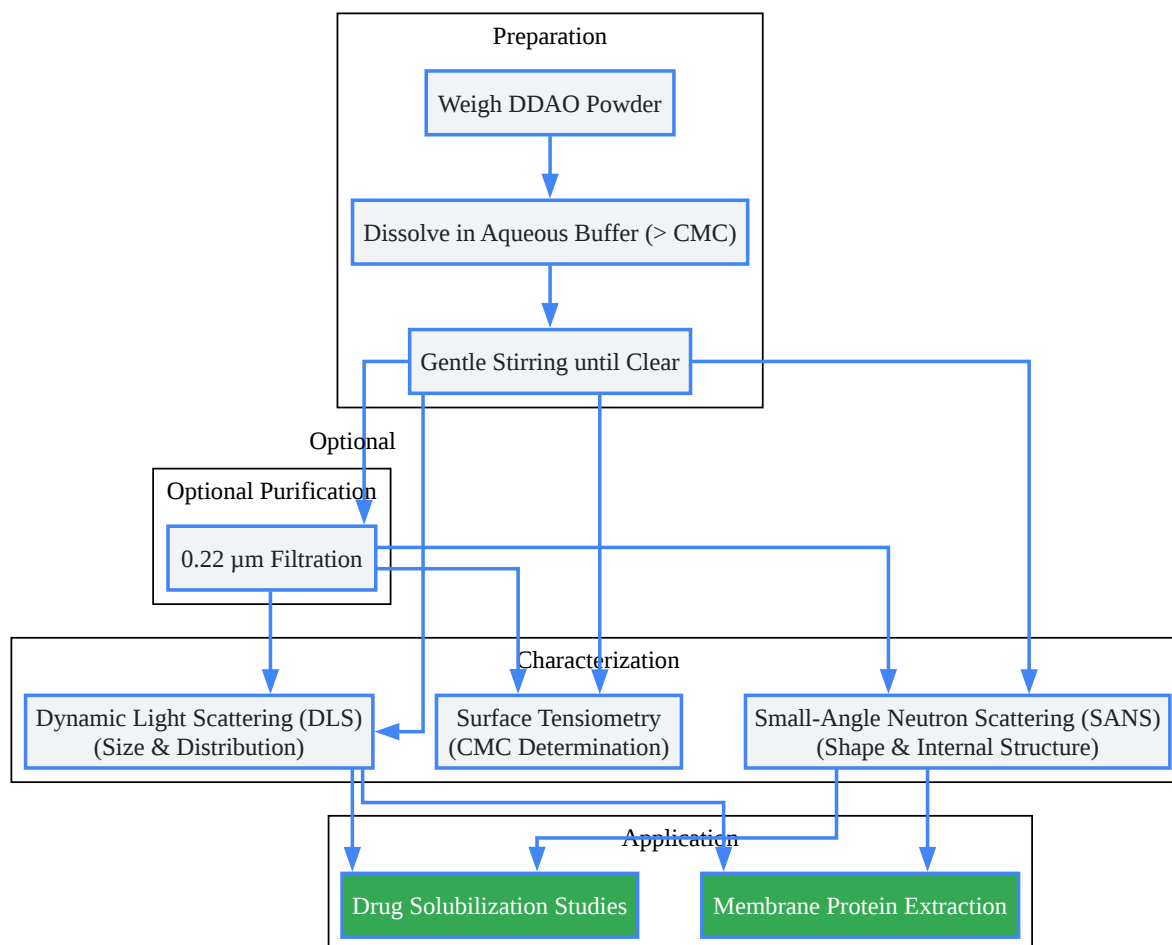 Preparation
Weigh DDAO Powder
Dissolve in Aqueous Buffer (> CMC)
Gentle Stirring until Clear
Optional
Optional Purification
0.22 µm Filtration
Characterization
Dynamic Light Scattering (DLS)
(Size & Distribution)
Surface Tensiometry
(CMC Determination)
Small-Angle Neutron Scattering (SANS)
(Shape & Internal Structure)
Application
Drug Solubilization Studies
Membrane Protein Extraction